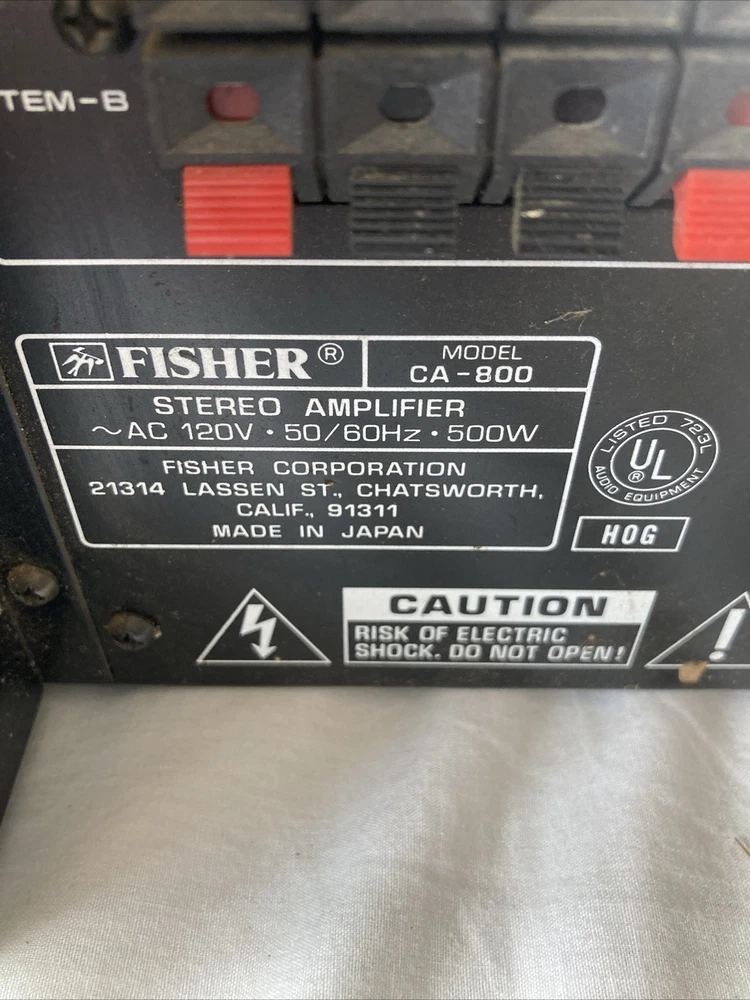 TEM-B
FISHER®
MODEL
CA-800
STEREO AMPLIFIER
~AC 120V · 50/60Hz · 500W
FISHER CORPORATION
21314 LASSEN ST., CHATSWORTH,
CALIF., 91311
MADE IN JAPAN
LISTED 723L
UL®
AUDIO EQUIPMENT
HOG
CAUTION
RISK OF ELECTRIC
SHOCK. DO NOT OPEN!